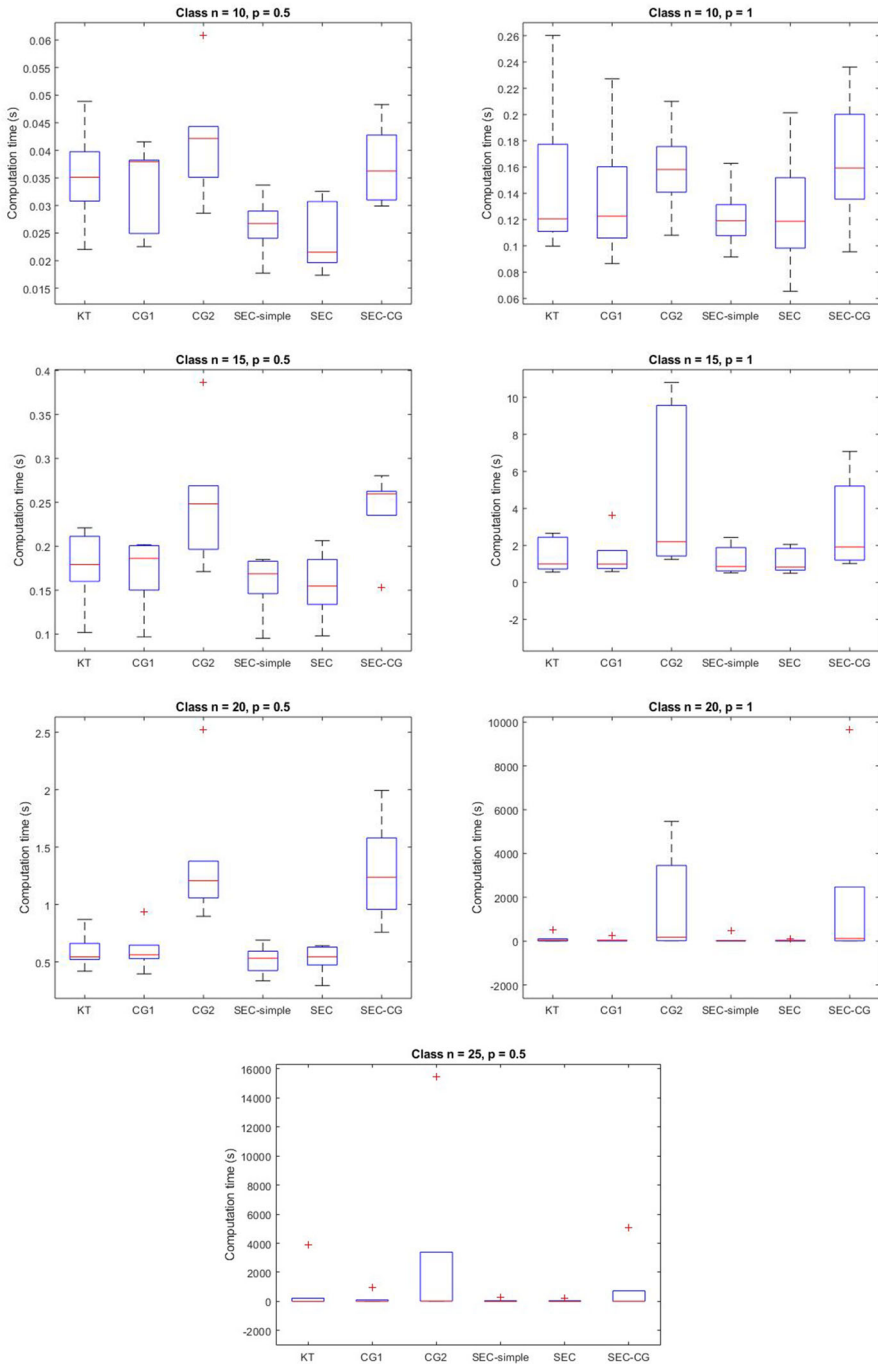 Class n = 10, p = 0.5
Computation time (s)
0.06
0.055
0.05
0.045
0.04
0.035
0.03
0.025
0.02
0.015
KT CG1 CG2 SEC-simple SEC SEC-CG
Class n = 10, p = 1
Computation time (s)
0.26
0.24
0.22
0.2
0.18
0.16
0.14
0.12
0.1
0.08
0.06
KT CG1 CG2 SEC-simple SEC SEC-CG
Class n = 15, p = 0.5
Computation time (s)
0.4
0.35
0.3
0.25
0.2
0.15
0.1
KT CG1 CG2 SEC-simple SEC SEC-CG
Class n = 15, p = 1
Computation time (s)
10
8
6
4
2
0
-2
KT CG1 CG2 SEC-simple SEC SEC-CG
Class n = 20, p = 0.5
Computation time (s)
2.5
2
1.5
1
0.5
KT CG1 CG2 SEC-simple SEC SEC-CG
Class n = 20, p = 1
Computation time (s)
10000
8000
6000
4000
2000
0
-2000
KT CG1 CG2 SEC-simple SEC SEC-CG
Class n = 25, p = 0.5
Computation time (s)
16000
14000
12000
10000
8000
6000
4000
2000
0
-2000
KT CG1 CG2 SEC-simple SEC SEC-CG